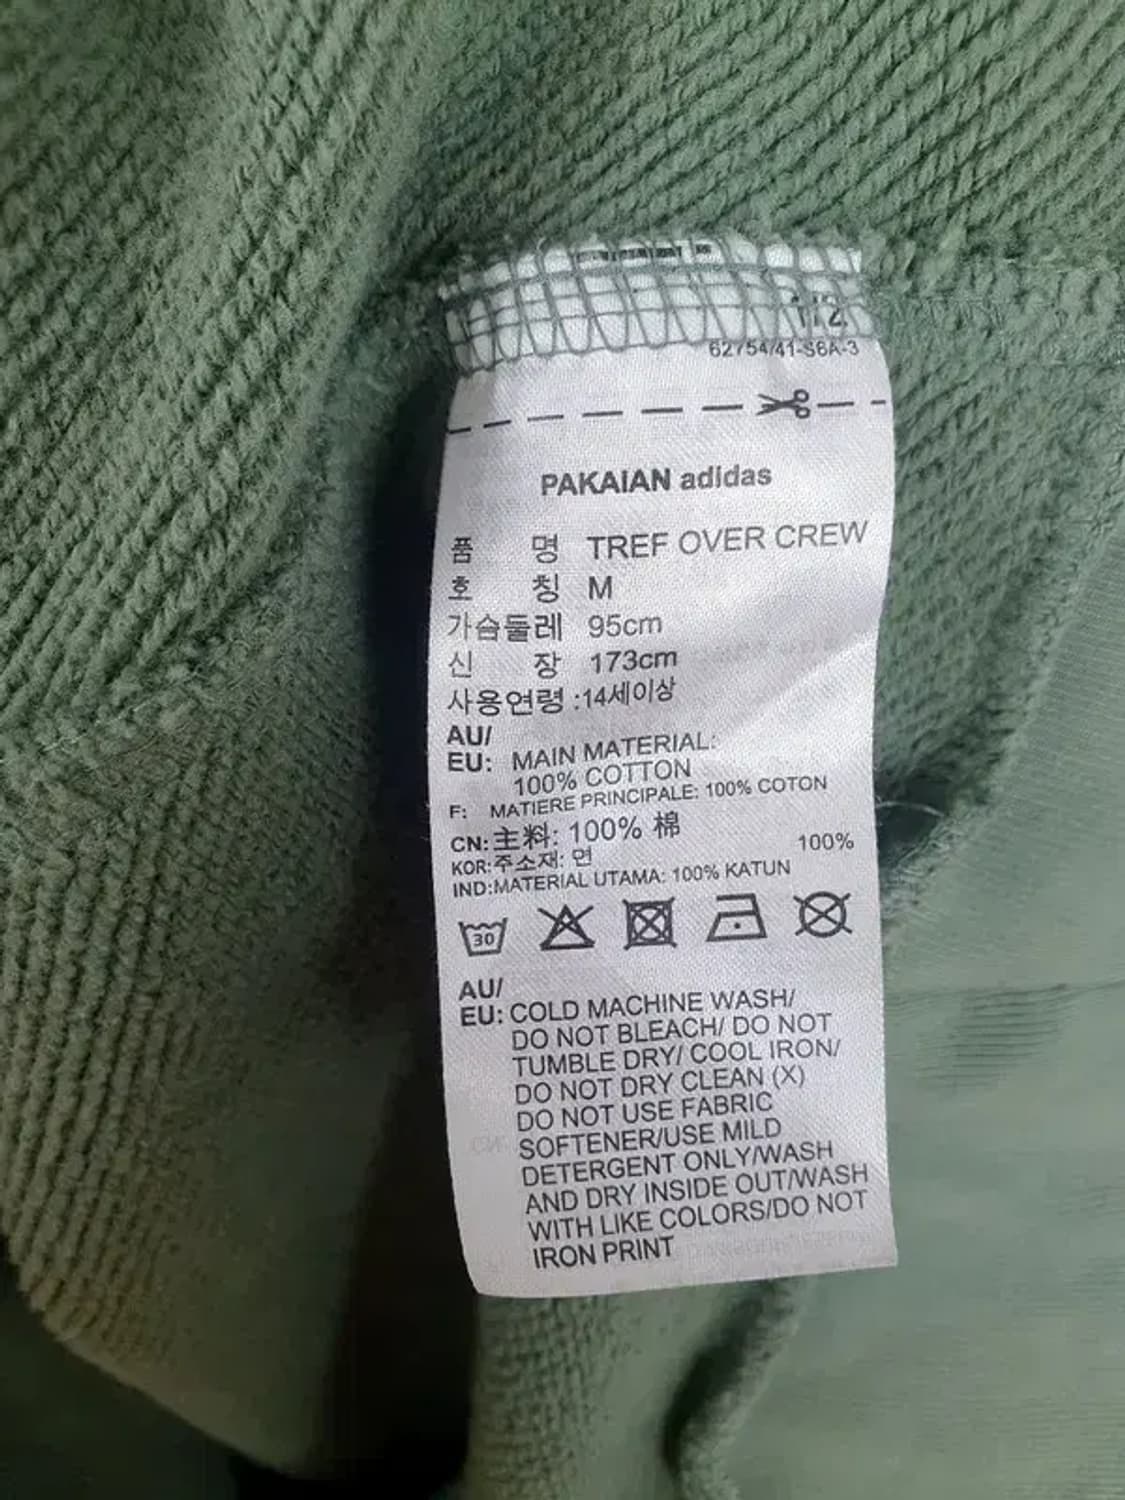 62754/41-S6A-3
PAKAIAN adidas
품 명 TREF OVER CREW
호 칭 M
가슴둘레 95cm
신 장 173cm
사용연령 :14세이상
AU/
EU: MAIN MATERIAL:
100% COTTON
F: MATIERE PRINCIPALE: 100% COTON
CN: 主料: 100% 棉
KOR:주소재: 면 100%
IND:MATERIAL UTAMA: 100% KATUN
30
AU/
EU: COLD MACHINE WASH/
DO NOT BLEACH/ DO NOT
TUMBLE DRY/ COOL IRON/
DO NOT DRY CLEAN (X)
DO NOT USE FABRIC
SOFTENER/USE MILD
DETERGENT ONLY/WASH
AND DRY INSIDE OUT/WASH
WITH LIKE COLORS/DO NOT
IRON PRINT